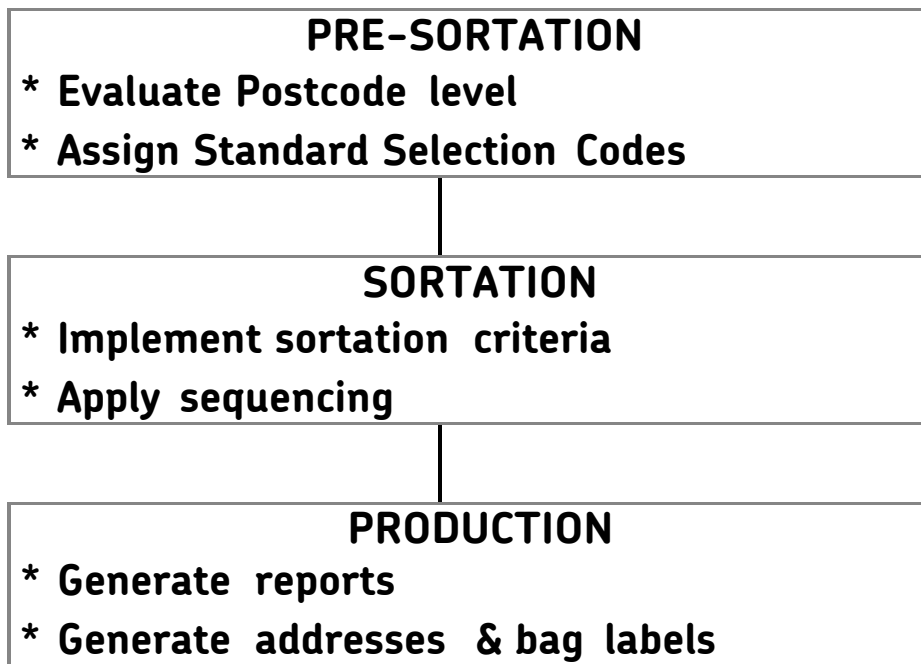 PRE-SORTATION
* Evaluate Postcode level
* Assign Standard Selection Codes
SORTATION
* Implement sortation criteria
* Apply sequencing
PRODUCTION
* Generate reports
* Generate addresses & bag labels